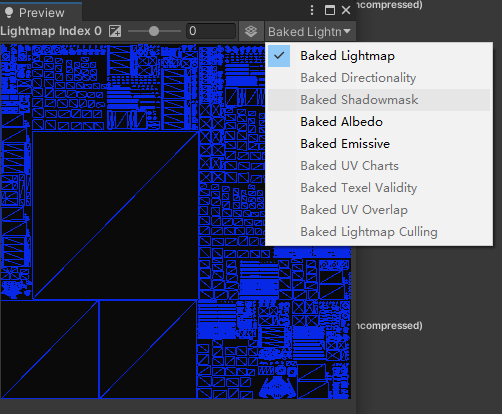 Preview
Lightmap Index 0
0
Baked Lightm
Baked Lightmap
Baked Directionality
Baked Shadowmask
Baked Albedo
Baked Emissive
Baked UV Charts
Baked Texel Validity
Baked UV Overlap
Baked Lightmap Culling
ncompressed)
ncompressed)